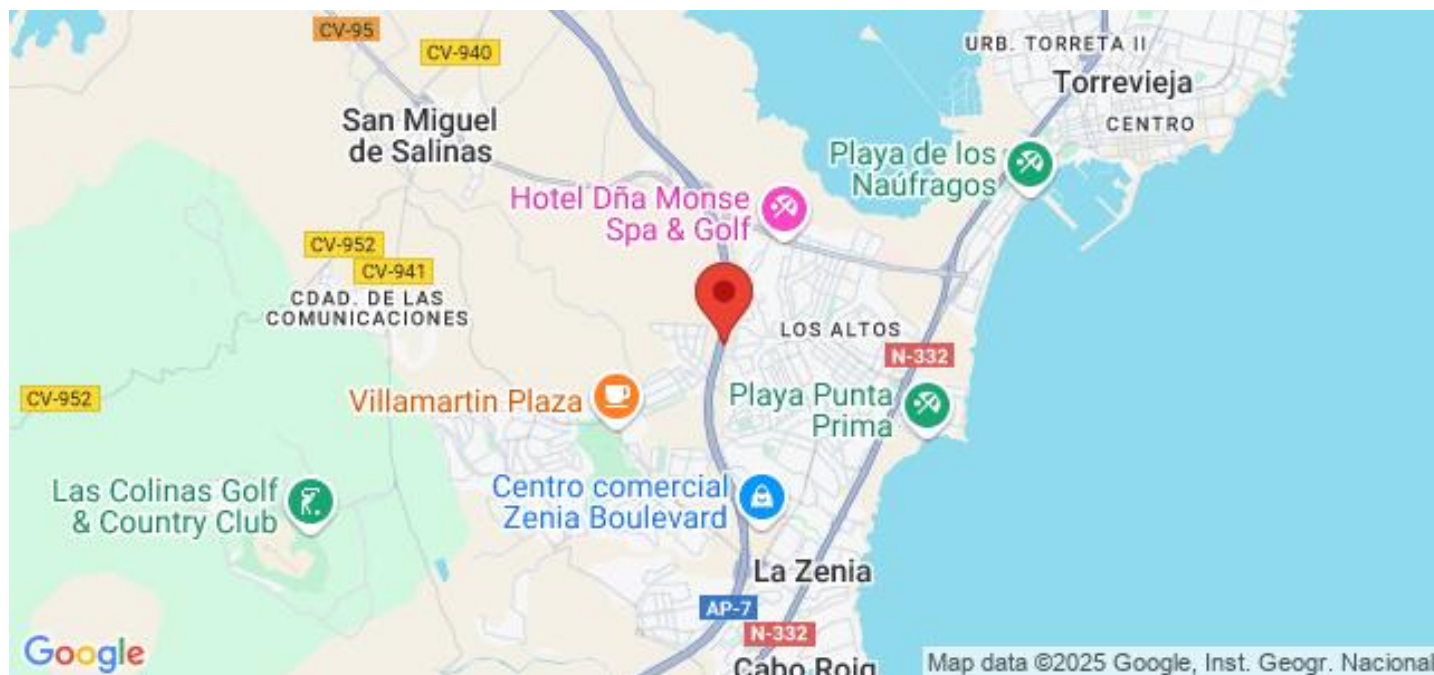 CV-95
CV-940
URB. TORRETA II
Torrevieja
CENTRO
San Miguel
de Salinas
Playa de los
Naúfragos
Hotel Dña Monse
Spa & Golf
CV-952
CV-941
CDAD. DE LAS
COMUNICACIONES
LOS ALTOS
N-332
CV-952
Villamartin Plaza
Playa Punta
Prima
Las Colinas Golf
& Country Club
Centro comercial
Zenia Boulevard
La Zenia
AP-7
N-332
Cabo Roig
Google
Map data ©2025 Google, Inst. Geogr. Nacional